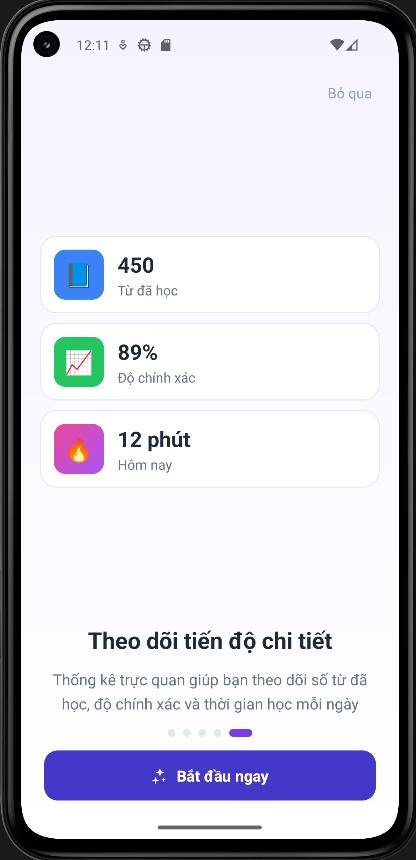 12:11
Bỏ qua
450
Từ đã học
89%
Độ chính xác
12 phút
Hôm nay
Theo dõi tiến độ chi tiết
Thống kê trực quan giúp bạn theo dõi số từ đã
học, độ chính xác và thời gian học mỗi ngày
Bắt đầu ngay